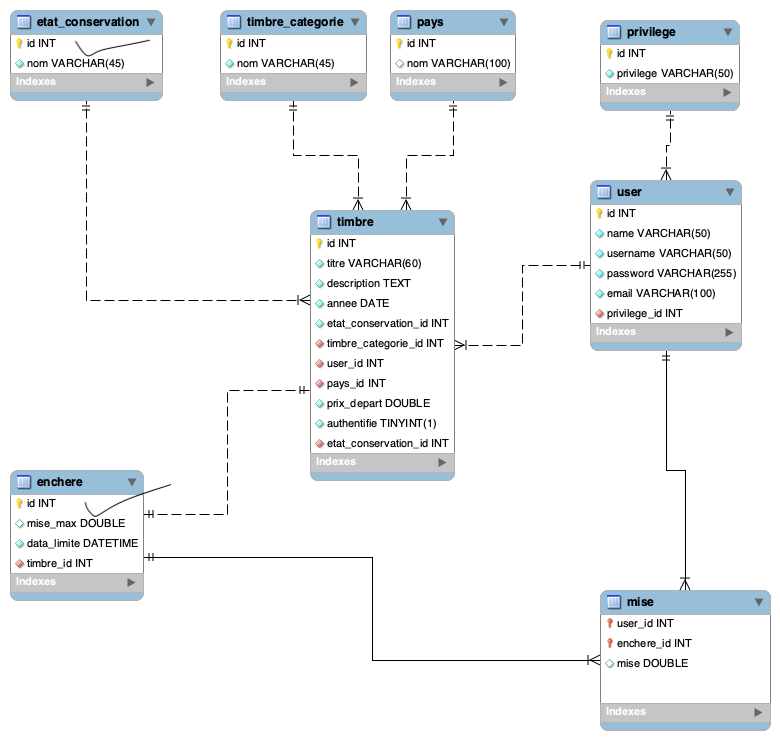 etat_conservation
id INT
nom VARCHAR(45)
Indexes
timbre_categorie
id INT
nom VARCHAR(45)
Indexes
pays
id INT
nom VARCHAR(100)
Indexes
privilege
id INT
privilege VARCHAR(50)
Indexes
timbre
id INT
titre VARCHAR(60)
description TEXT
annee DATE
etat_conservation_id INT
timbre_categorie_id INT
user_id INT
pays_id INT
prix_depart DOUBLE
authentifie TINYINT(1)
etat_conservation_id INT
Indexes
user
id INT
name VARCHAR(50)
username VARCHAR(50)
password VARCHAR(255)
email VARCHAR(100)
privilege_id INT
Indexes
enchere
id INT
mise_max DOUBLE
data_limite DATETIME
timbre_id INT
Indexes
mise
user_id INT
enchere_id INT
mise DOUBLE
Indexes